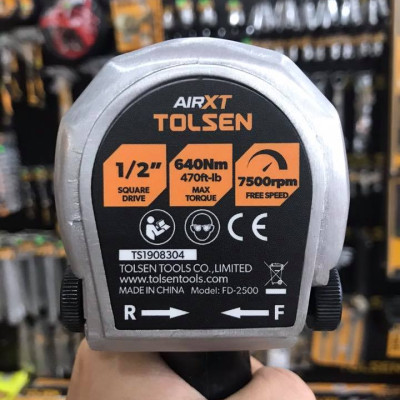 AIRXT
TOLSEN
1/2”
SQUARE
DRIVE
640Nm
470ft-lb
MAX
TORQUE
7500rpm
FREE SPEED
CE
TS1908304
TOLSEN TOOLS CO., LIMITED
www.tolsentools.com
MADE IN CHINA Model: FD-2500
R F